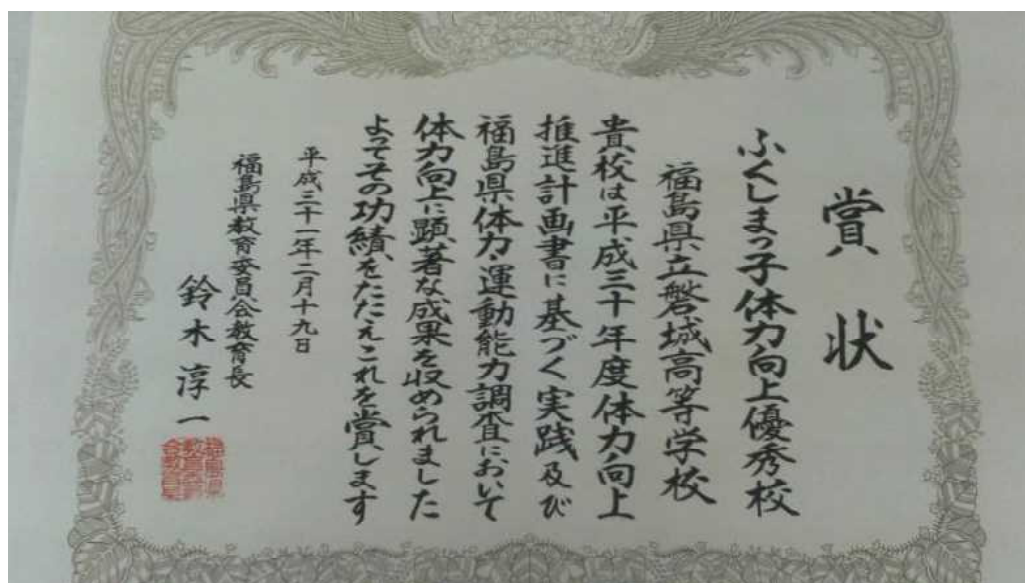 賞状
ふくしまっ子体力向上優秀校
福島県立磐城高等学校
貴校は平成三十年度体力向上
推進計画書に基づく実践及び
福島県体力・運動能力調査において
体力向上に顕著な成果を収められました
よってその功績をたたえこれを賞します
平成三十一年二月十九日
福島県教育委員会教育長
鈴木淳一